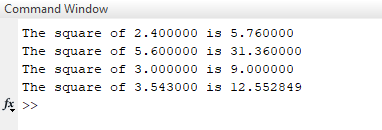 Command Window
The square of 2.400000 is 5.760000
The square of 5.600000 is 31.360000
The square of 3.000000 is 9.000000
The square of 3.543000 is 12.552849
fx >>